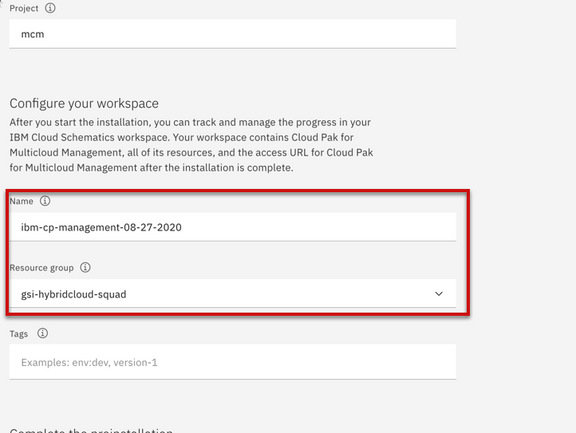 Project
mcm
Configure your workspace
After you start the installation, you can track and manage the progress in your
IBM Cloud Schematics workspace. Your workspace contains Cloud Pak for
Multicloud Management, all of its resources, and the access URL for Cloud Pak
for Multicloud Management after the installation is complete.
Name
ibm-cp-management-08-27-2020
Resource group
gsi-hybridcloud-squad
Tags
Examples: env:dev, version-1
Complete the preinstallation